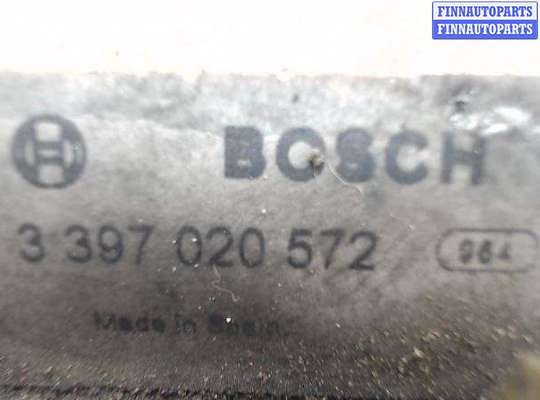 FINNAUTOPARTS
FINNAUTOPARTS
BOSCH
3 397 020 572 964
Made in Spain